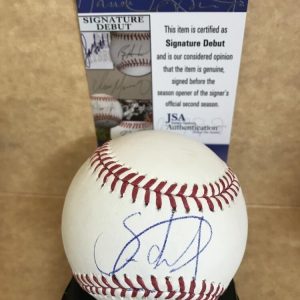 SIGNATURE
DEBUT
This item is certified as
Signature Debut
and is our considered opinion
that the item is genuine,
signed before the
season opener of the signer's
official second season.
JSA
Authentication